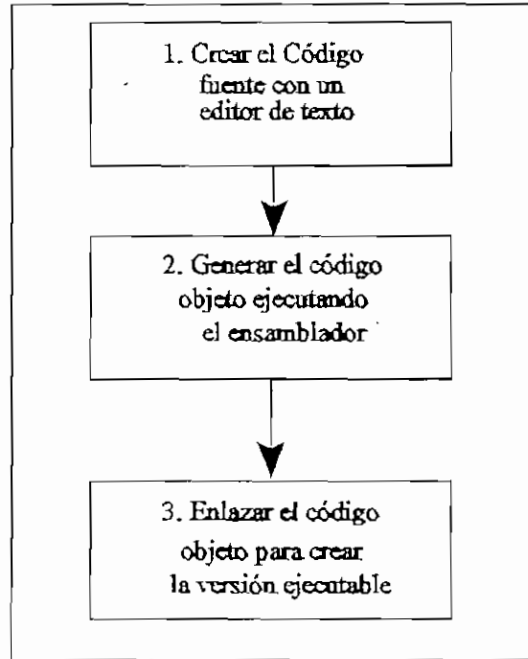 1. Crear el Código
fuente con un
editor de texto
2. Generar el código
objeto ejecutando
el ensamblador
3. Enlazar el código
objeto para crear
la versión ejecutable